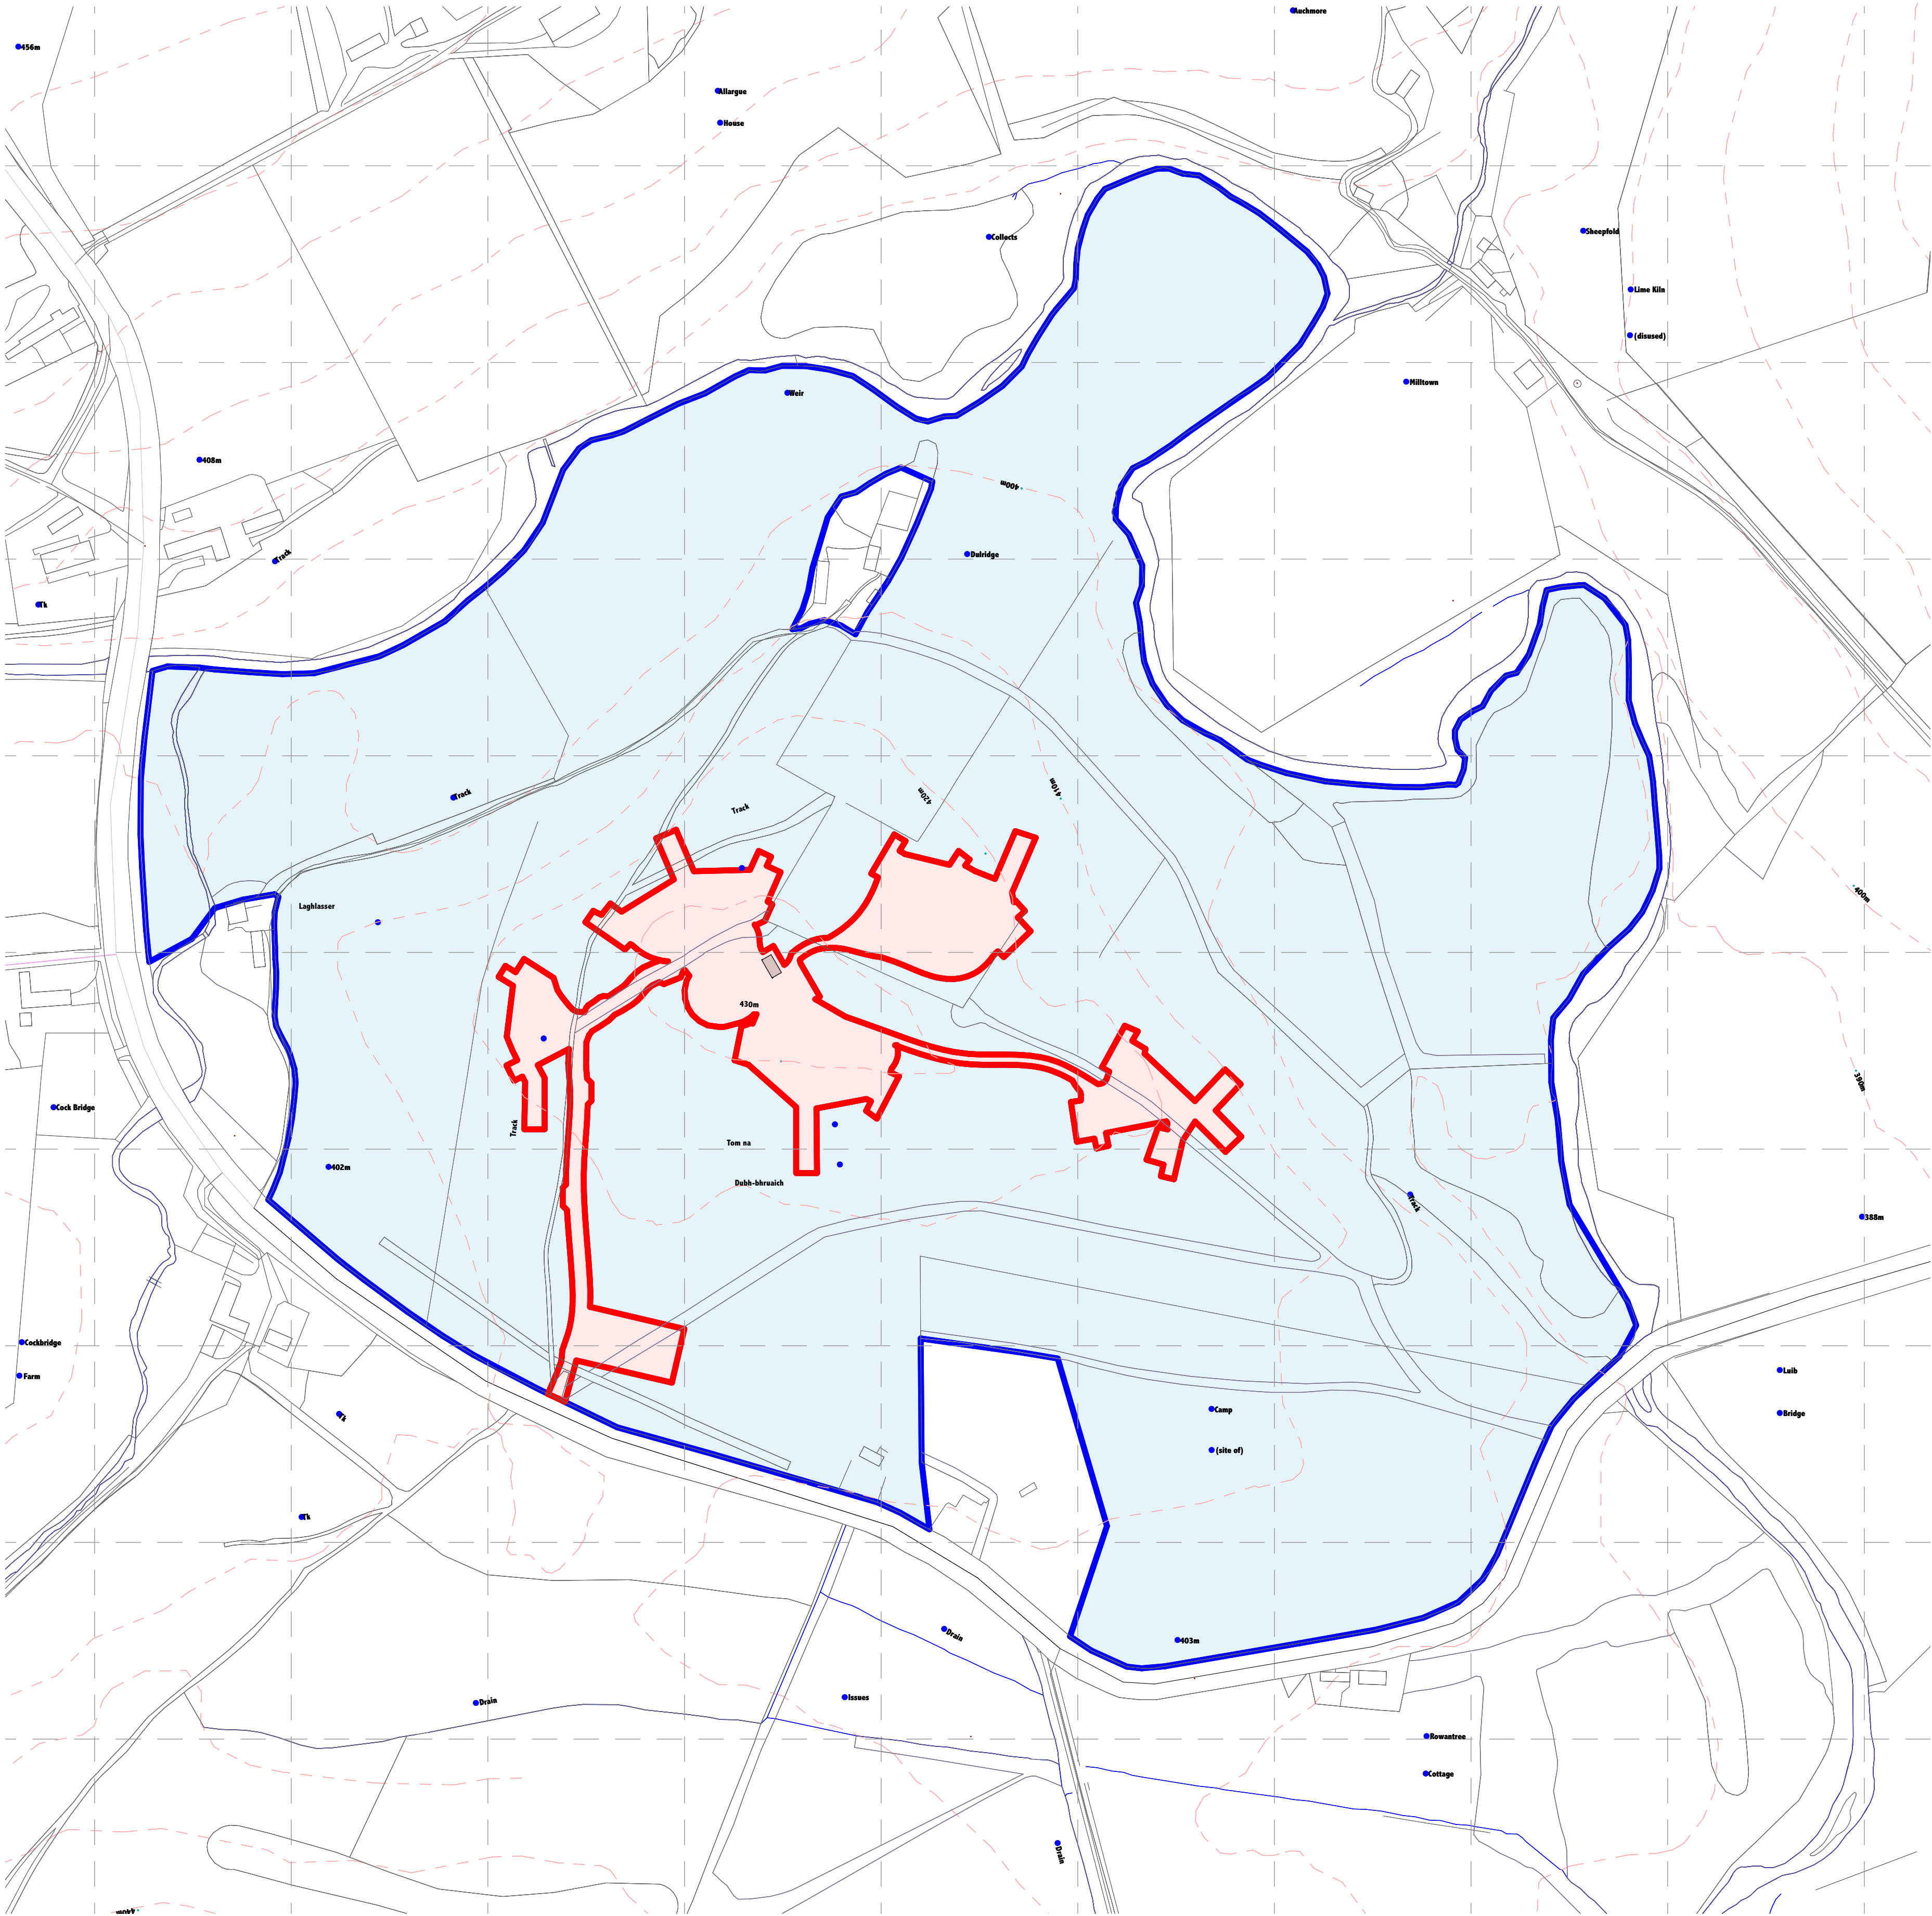 Auchmore
456m
Allargue
House
Sheepfold
Collects
Lime Kiln
(disused)
Milltown
Weir
408m
400m
Dulridge
Track
Tk
410m
420m
Track
Track
400m
Laghlasser
430m
390m
Cock Bridge
Track
Tom na
402m
Dubh-bhruaich
Track
388m
Cockbridge
Luib
Farm
Camp
Bridge
Tk
(site of)
Tk
Drain
403m
Drain
Issues
Rowantree
Cottage
Drain
440m